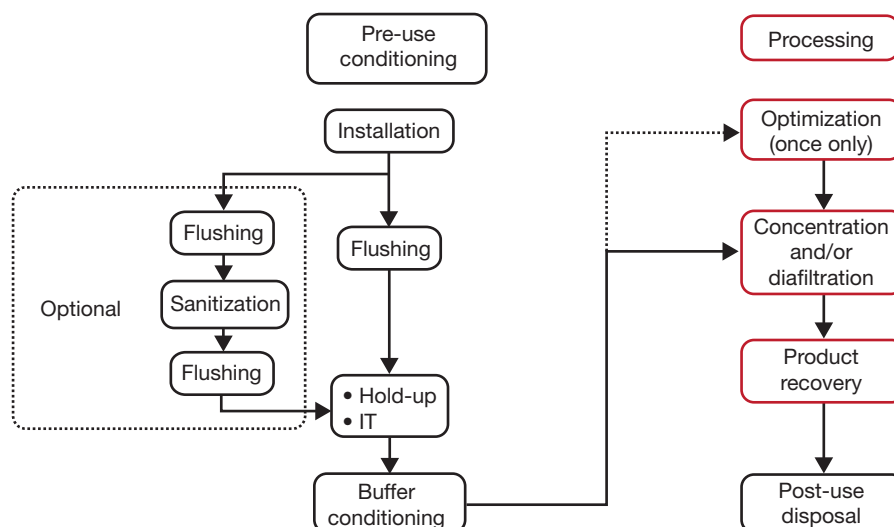 Pre-use
conditioning
Processing
Installation
Optimization
(once only)
Optional
Flushing
Sanitization
Flushing
Flushing
Concentration
and/or
diafiltration
• Hold-up
• IT
Product
recovery
Buffer
conditioning
Post-use
disposal